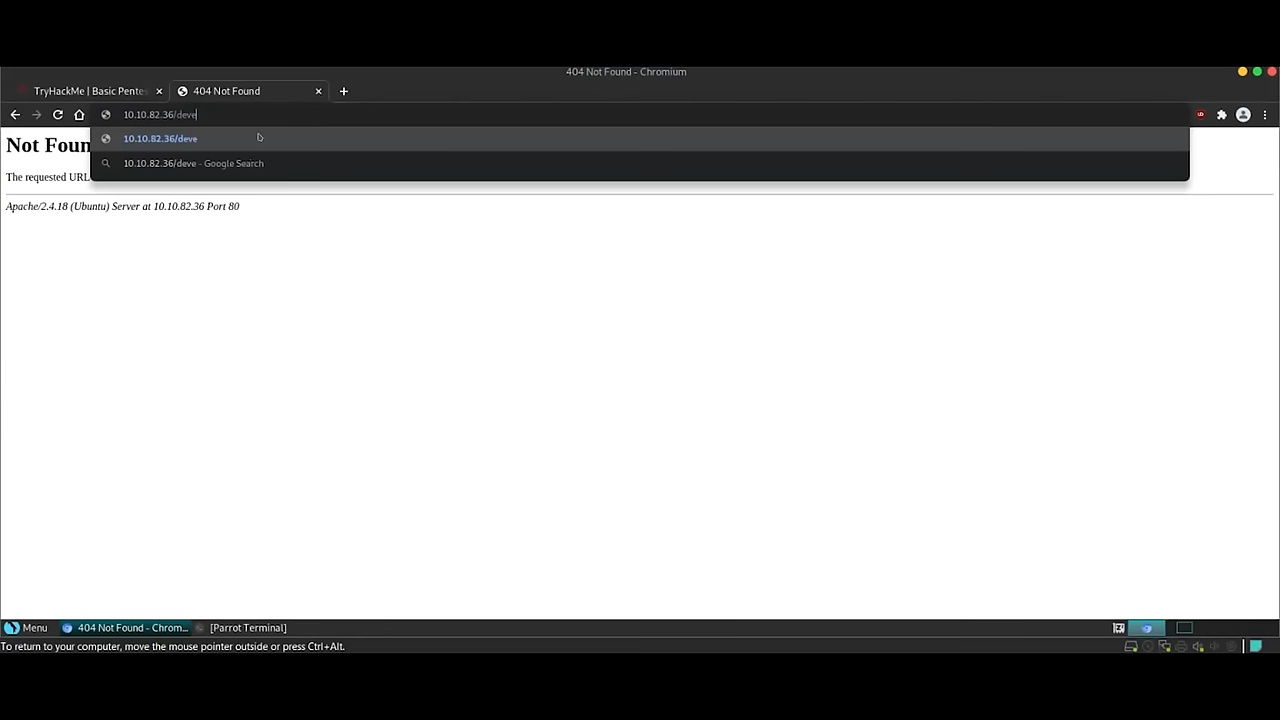 404 Not Found - Chromium
TryHackMe | Basic Pentes
404 Not Found
10.10.82.36/deve
10.10.82.36/deve
10.10.82.36/deve - Google Search
Not Foun
The requested URL
Apache/2.4.18 (Ubuntu) Server at 10.10.82.36 Port 80
Menu
404 Not Found - Chrom...
[Parrot Terminal]
To return to your computer, move the mouse pointer outside or press Ctrl+Alt.